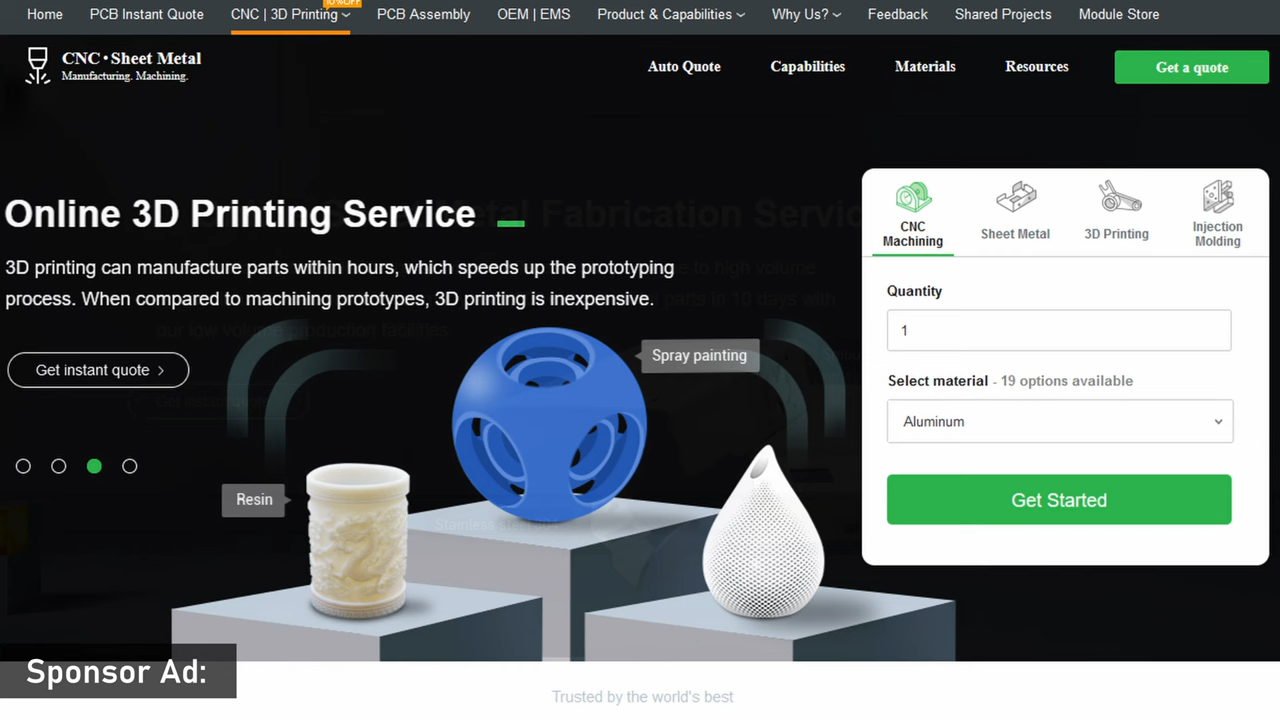 Home PCB Instant Quote CNC | 3D Printing PCB Assembly OEM | EMS Product & Capabilities Why Us? Feedback Shared Projects Module Store
10%OFF
CNC • Sheet Metal
Manufacturing. Machining.
Auto Quote Capabilities Materials Resources Get a quote
Online 3D Printing Service
3D printing can manufacture parts within hours, which speeds up the prototyping
process. When compared to machining prototypes, 3D printing is inexpensive.
Get instant quote
Spray painting
Resin
CNC
Machining
Sheet Metal
3D Printing
Injection
Molding
Quantity
1
Select material - 19 options available
Aluminum
Get Started
Sponsor Ad:
Trusted by the world's best